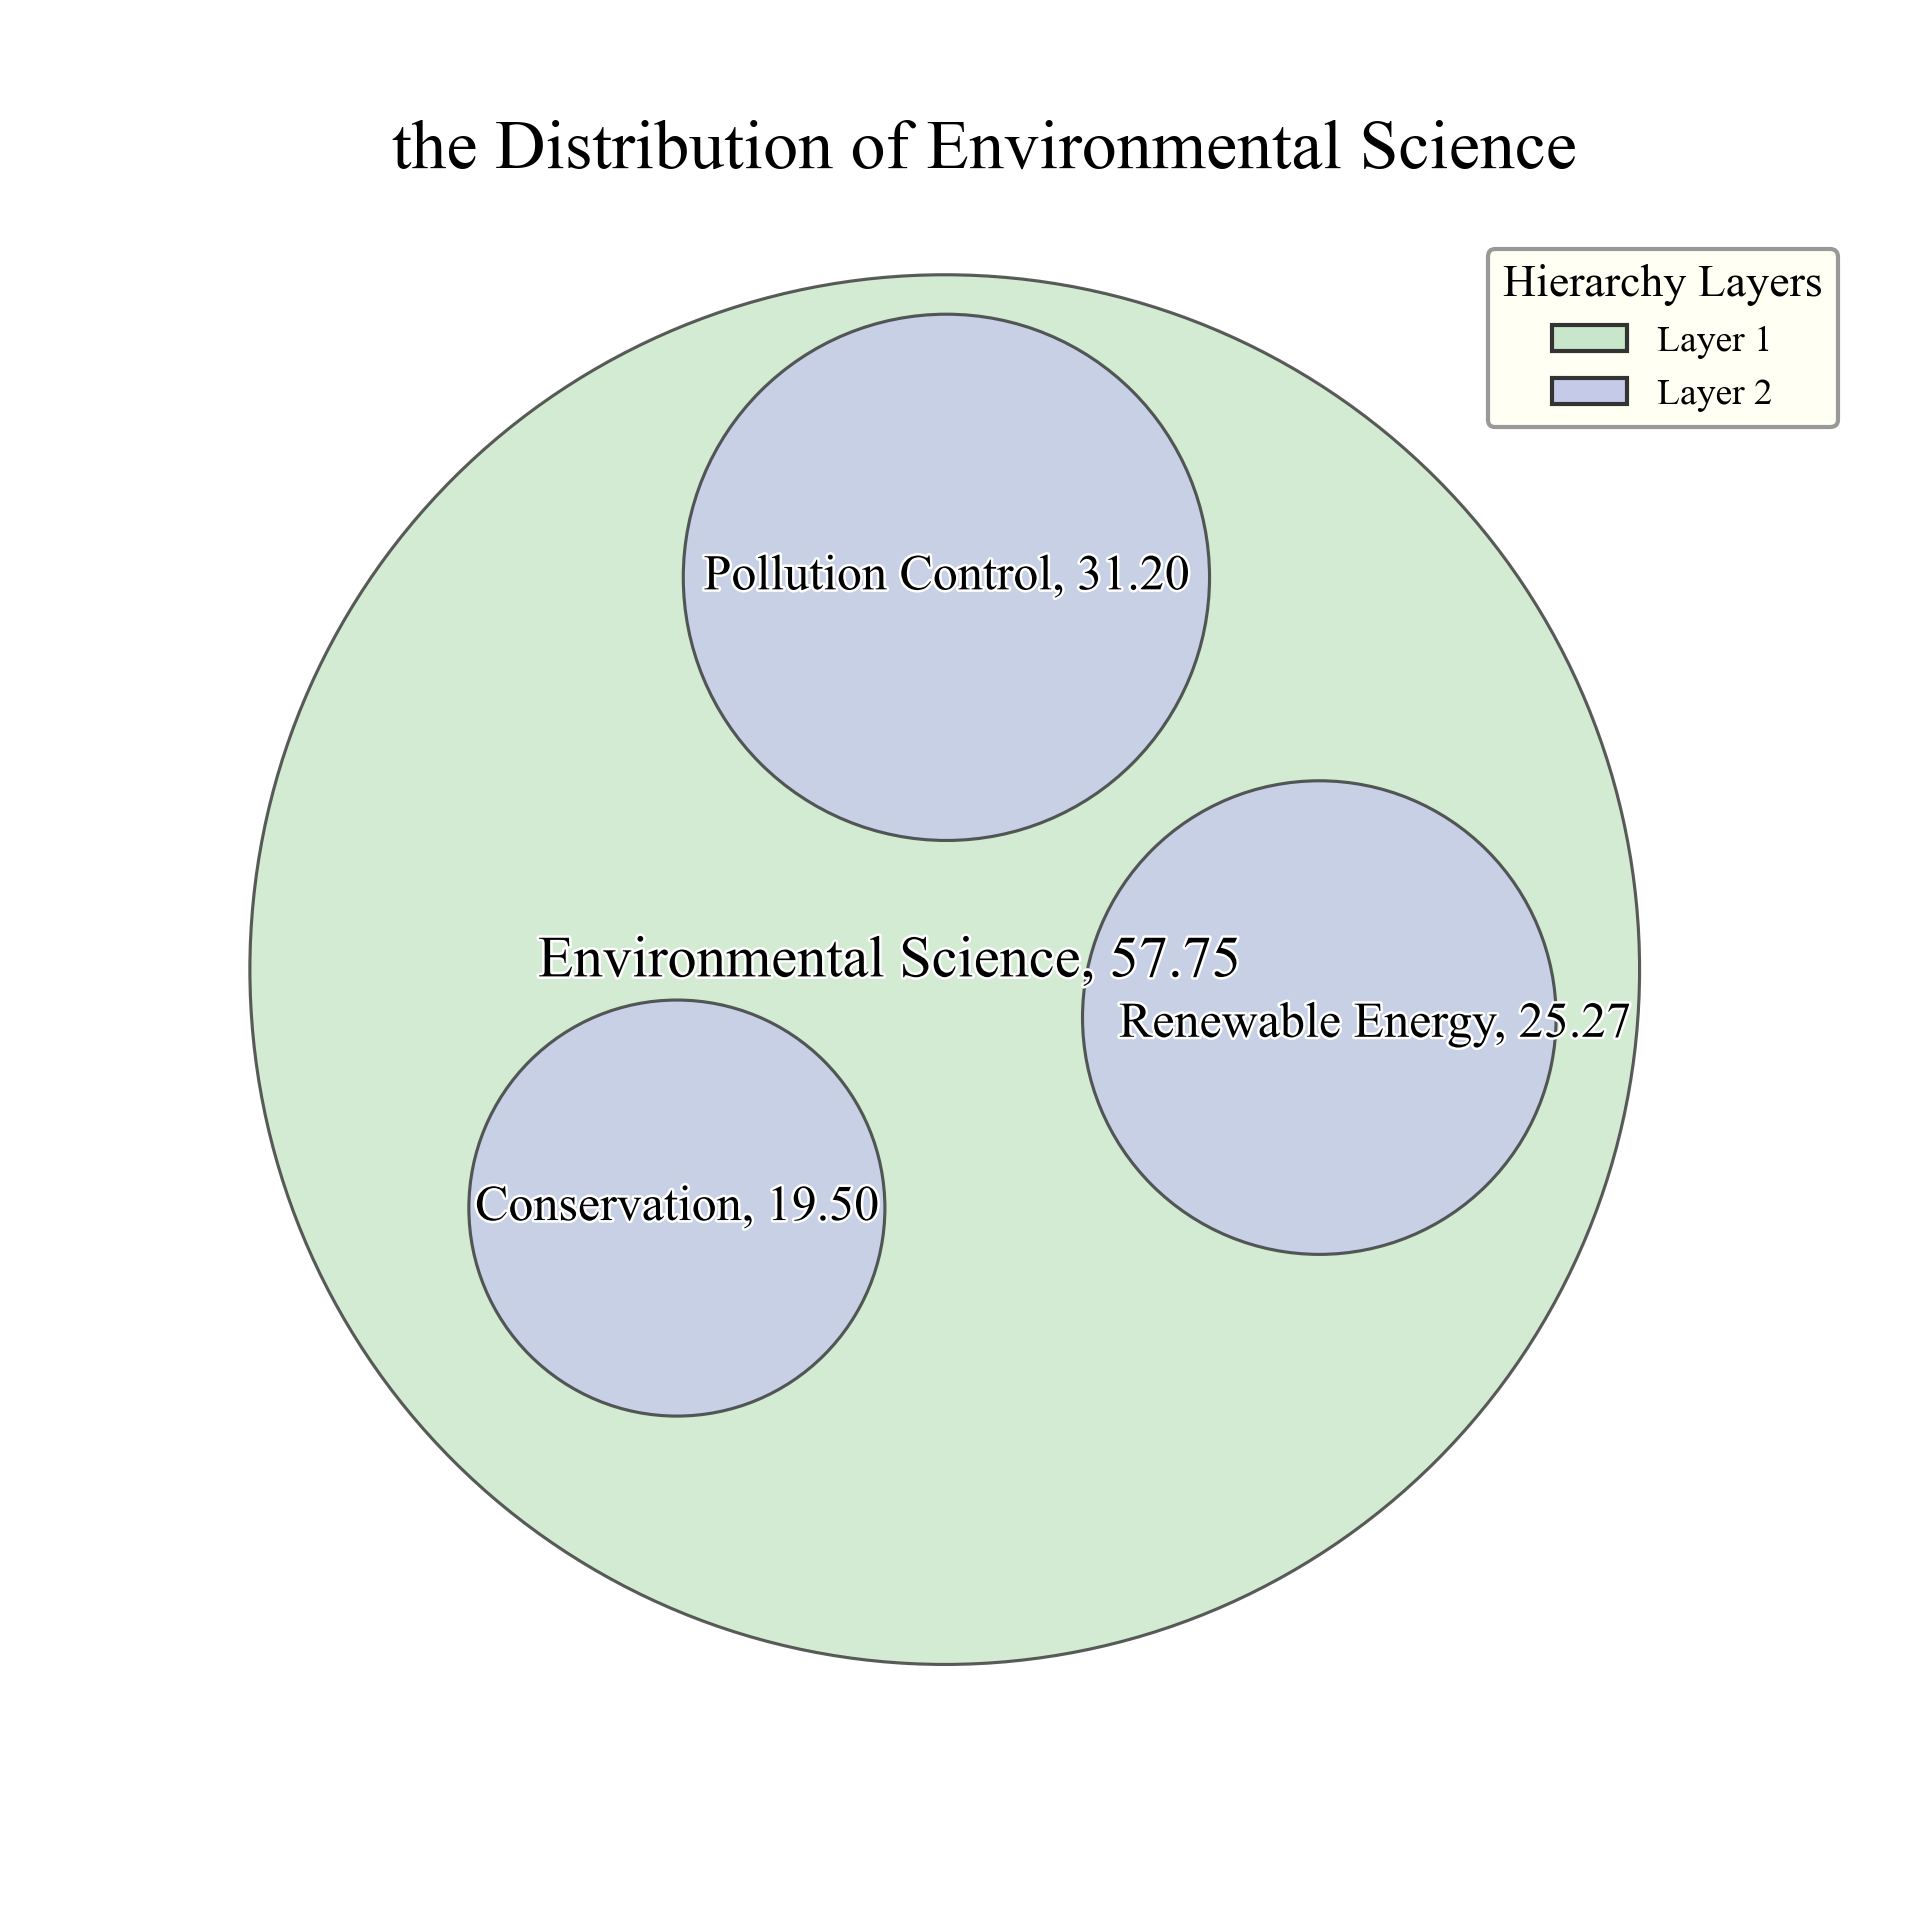 the Distribution of Environmental Science
Hierarchy Layers
Layer 1
Layer 2
Pollution Control, 31.20
Environmental Science, 57.75
Renewable Energy, 25.27
Conservation, 19.50